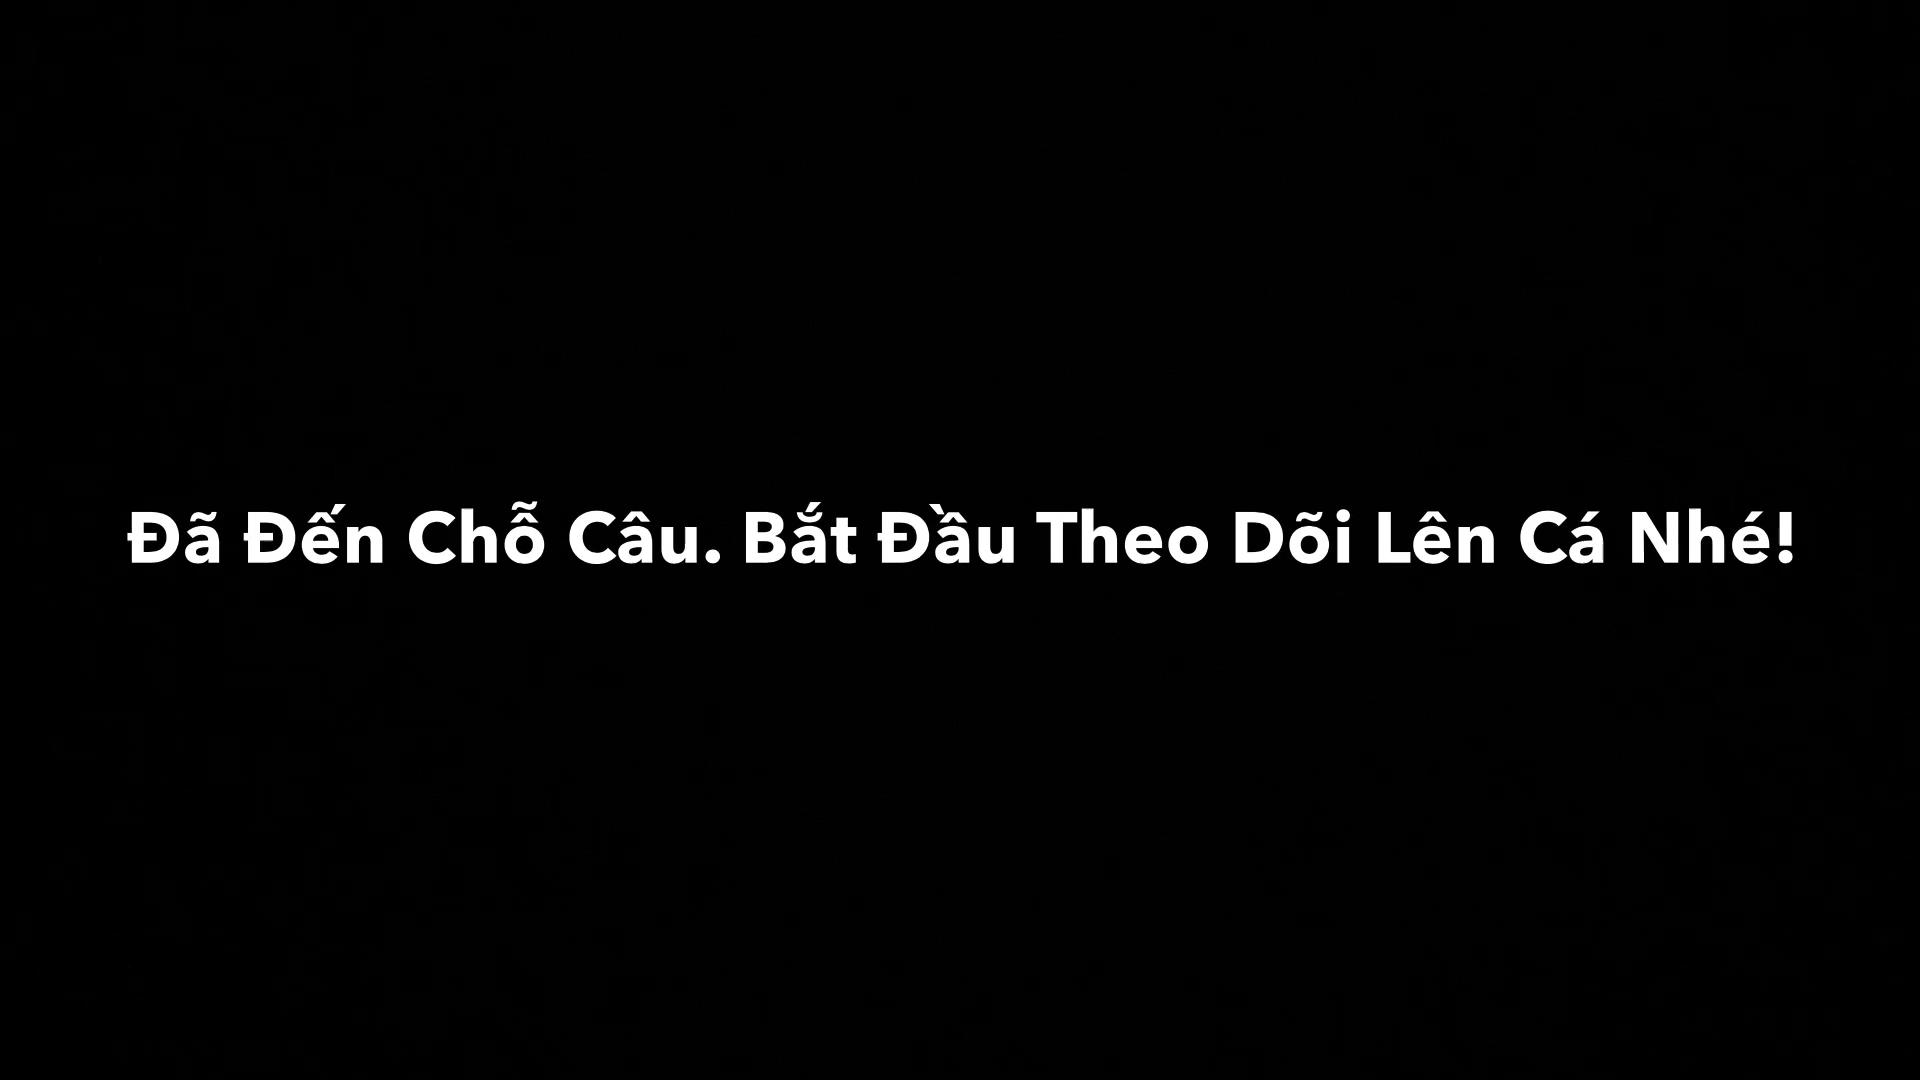 Đã Đến Chỗ Câu. Bắt Đầu Theo Dõi Lên Cá Nhé!